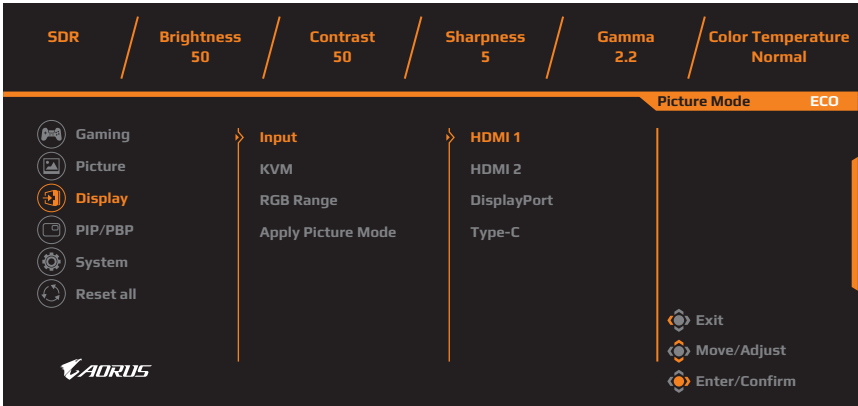 SDR
Brightness
50
Contrast
50
Sharpness
5
Gamma
2.2
Color Temperature
Normal
Picture Mode ECO
Gaming
Picture
Display
PIP/PBP
System
Reset all
Input
KVM
RGB Range
Apply Picture Mode
HDMI 1
HDMI 2
DisplayPort
Type-C
Exit
Move/Adjust
Enter/Confirm
AORUS